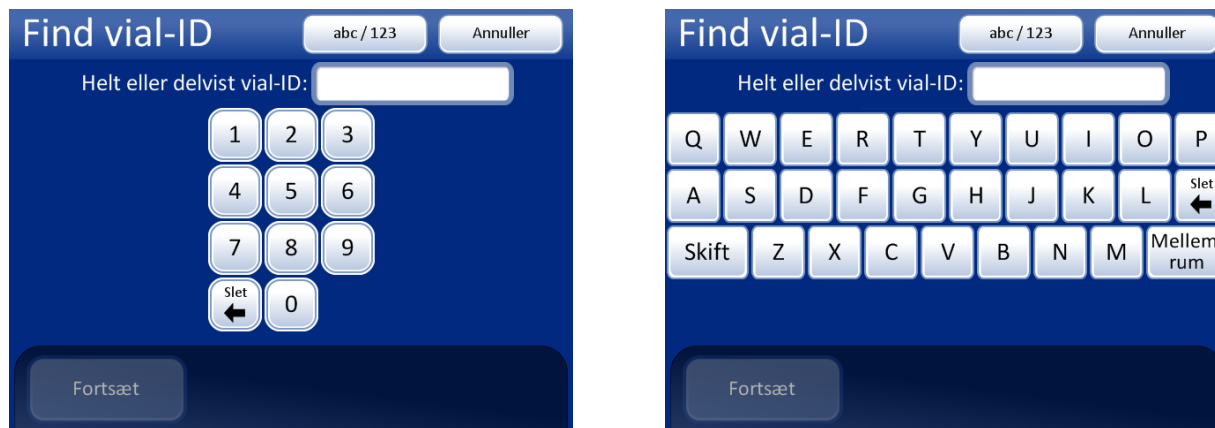 Find vial-ID abc / 123 Annuller
Helt eller delvist vial-ID:
1 2 3
4 5 6
7 8 9
Slet 0
Fortsæt
Find vial-ID abc / 123 Annuller
Helt eller delvist vial-ID:
Q W E R T Y U I O P
A S D F G H J K L Slet
Skift Z X C V B N M Mellem
rum
Fortsæt